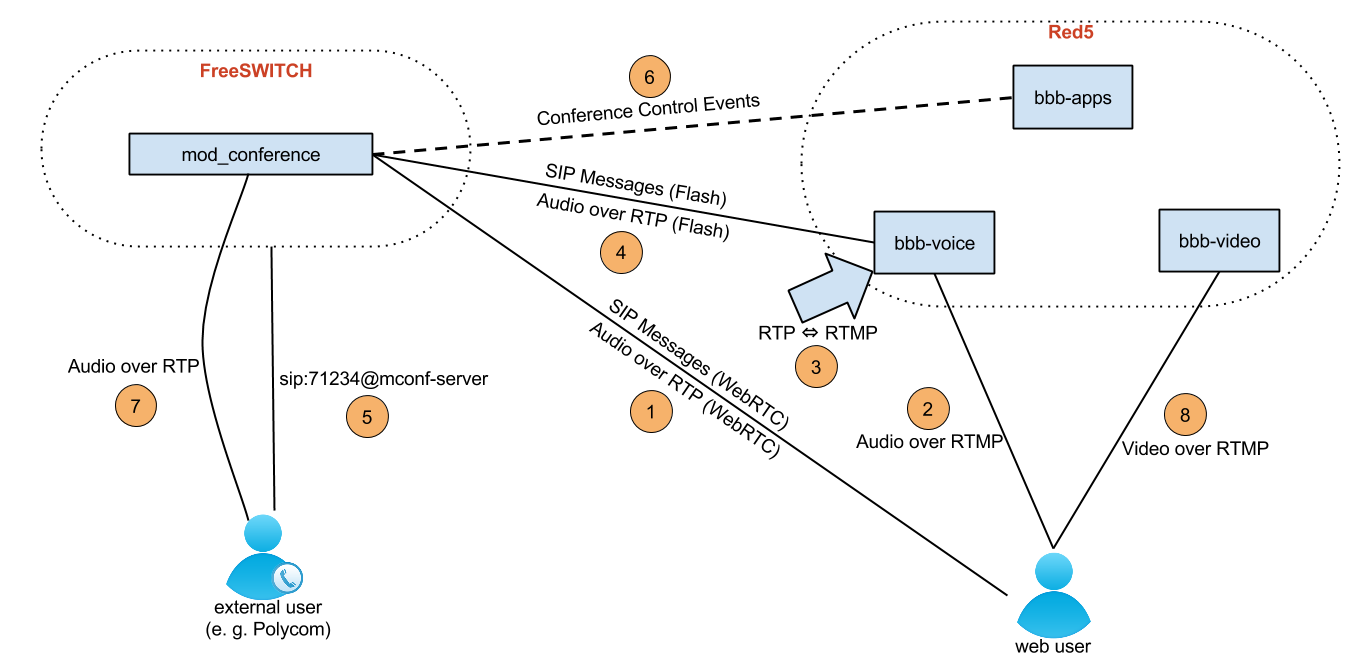 Red5
FreeSWITCH
6
bbb-apps
Conference Control Events
mod_conference
SIP Messages (Flash)
Audio over RTP (Flash)
4
bbb-voice
bbb-video
RTP ⇔ RTMP
3
SIP Messages (WebRTC)
Audio over RTP (WebRTC)
1
Audio over RTP
7
sip:71234@mconf-server
5
2
Audio over RTMP
8
Video over RTMP
external user
(e. g. Polycom)
web user